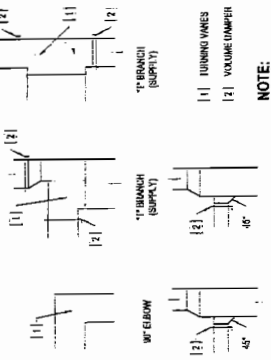 [2]
[1]
[2]
"T" BRANCH
(SUPPLY)
[1] TURNING VANES
[2] VOLUME DAMPER
NOTE:
[2]
[1]
[2]
"T" BRANCH
(SUPPLY)
[2]
45°
[1]
90° ELBOW
[2]
45°